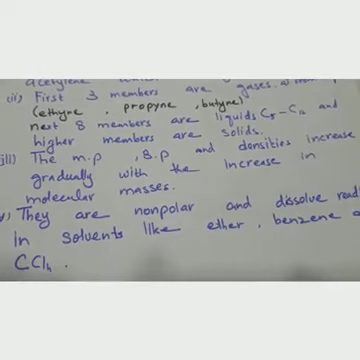 acetylene which
(ii) First 3 members are gases.
(ethyne, propyne, butyne)
next 8 members are liquids C5-C12 and
higher members are solids.
iii) The m.p, B.p and densities increase
gradually with the increase in
molecular masses.
They are nonpolar and dissolve
in solvents like ether, benzene
CCl4.